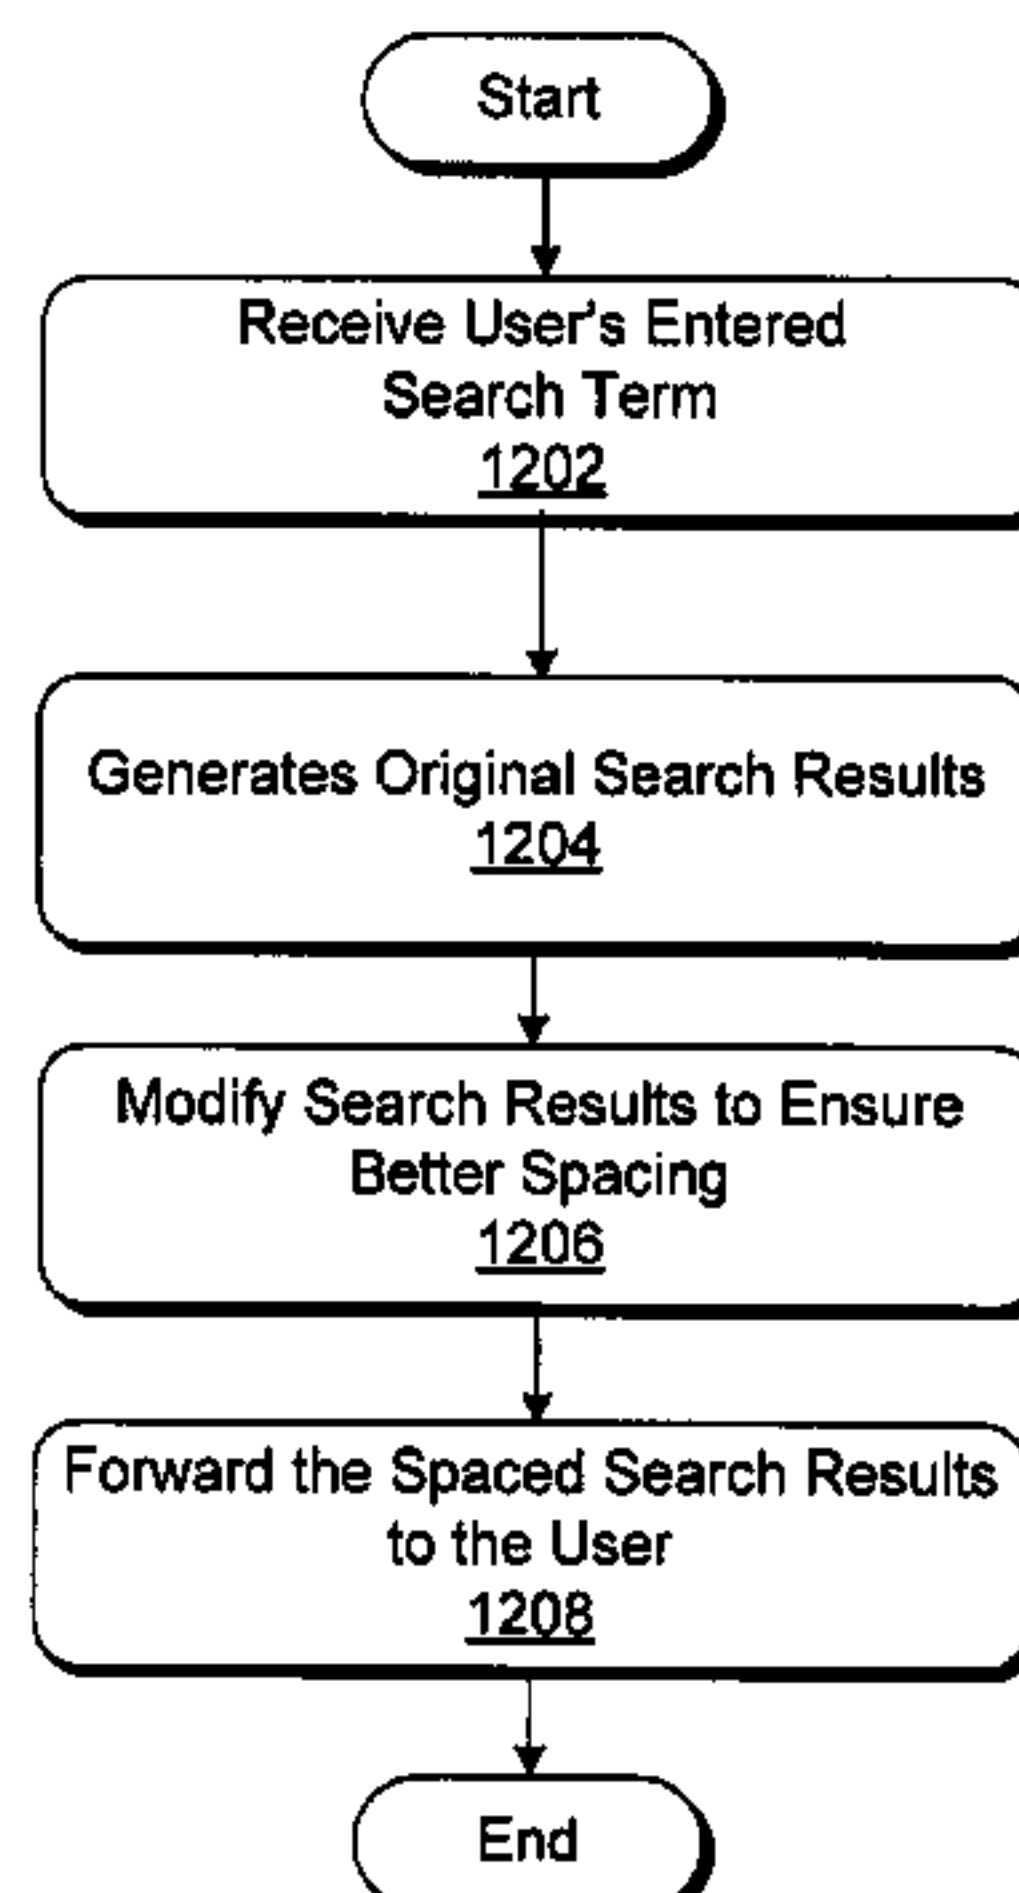 Start
Receive User's Entered
Search Term
1202
Generates Original Search Results
1204
Modify Search Results to Ensure
Better Spacing
1206
Forward the Spaced Search Results
to the User
1208
End